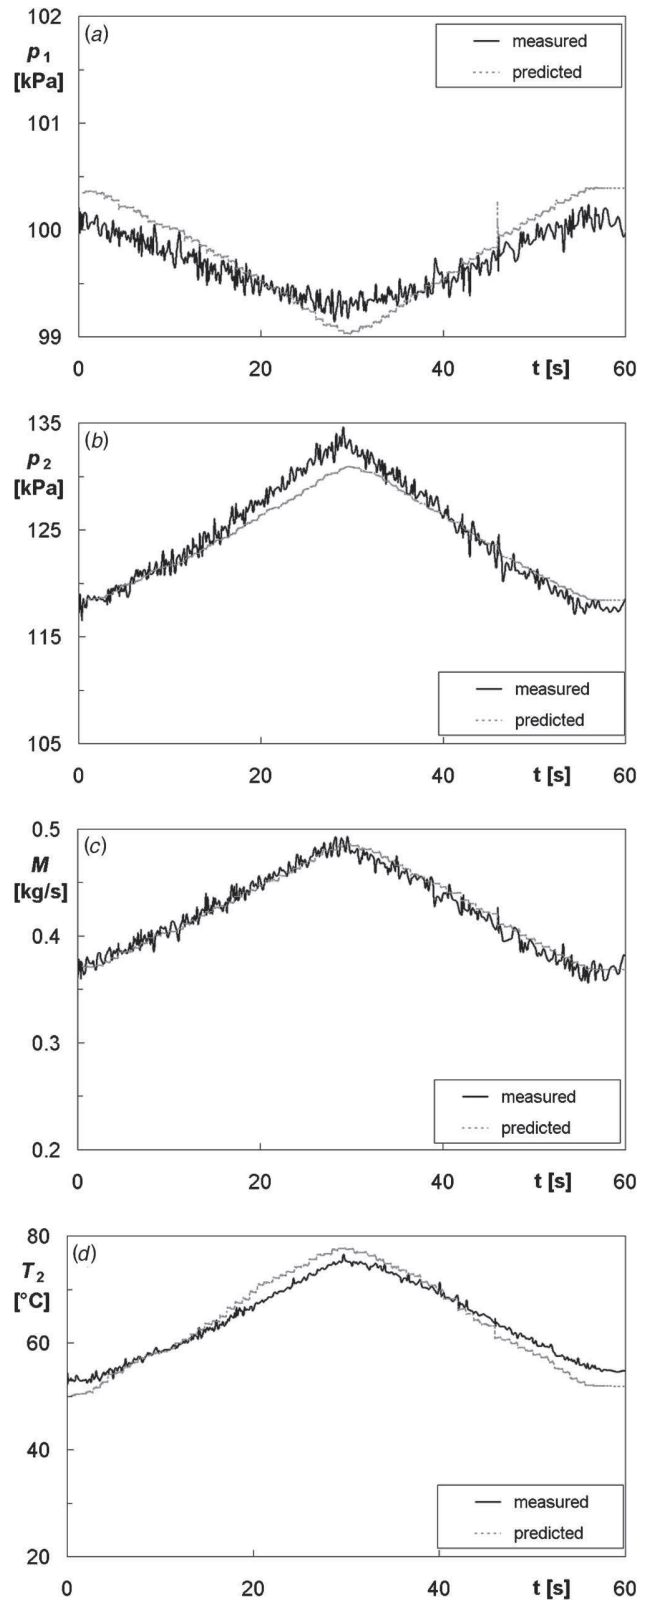 102
(a)
p1
[kPa]
measured
predicted
101
100
99
0
20
40
t [s]
60
135
(b)
p2
[kPa]
125
115
measured
predicted
105
0
20
40
t [s]
60
0.5
(c)
M
[kg/s]
0.4
0.3
measured
predicted
0.2
0
20
40
t [s]
60
80
(d)
T2
[°C]
60
40
measured
predicted
20
0
20
40
t [s]
60